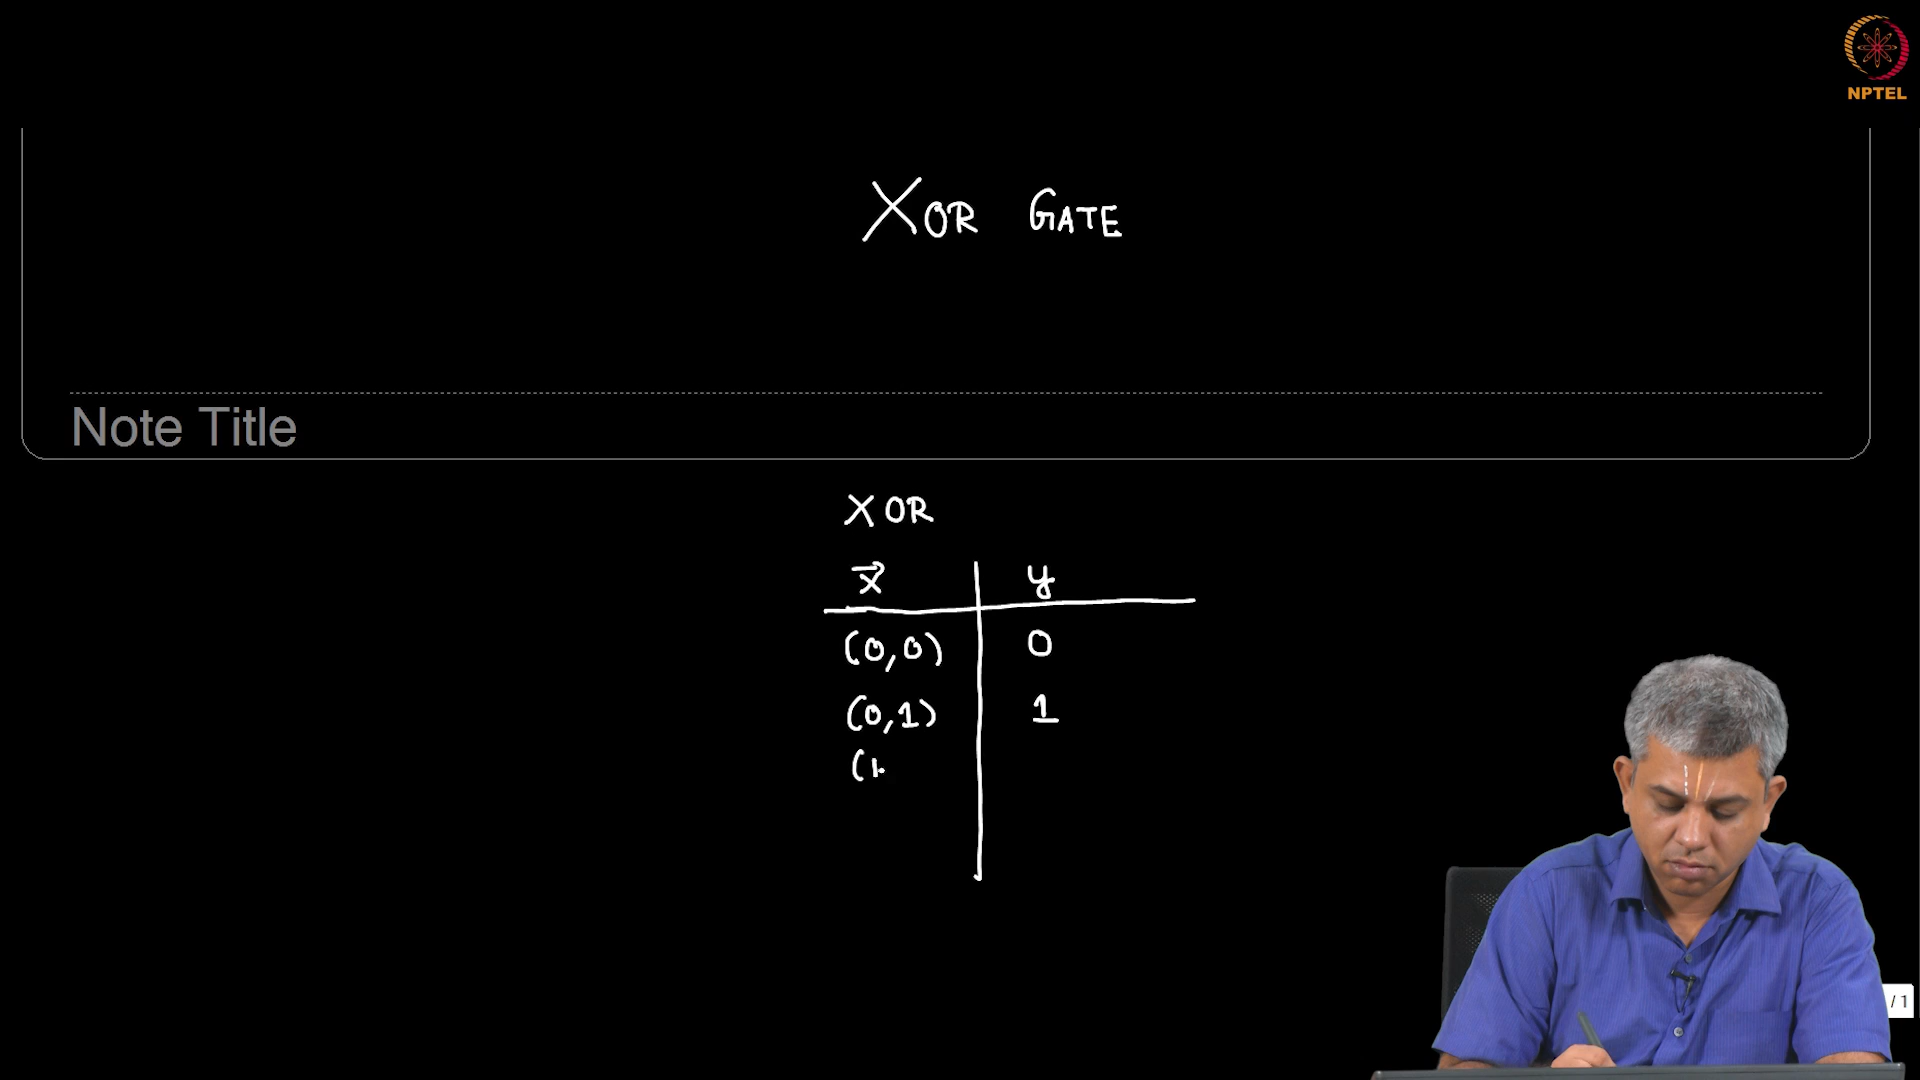 NPTEL
XOR GATE
Note Title
XOR
x⃗ y
(0,0) 0
(0,1) 1
(1
/1